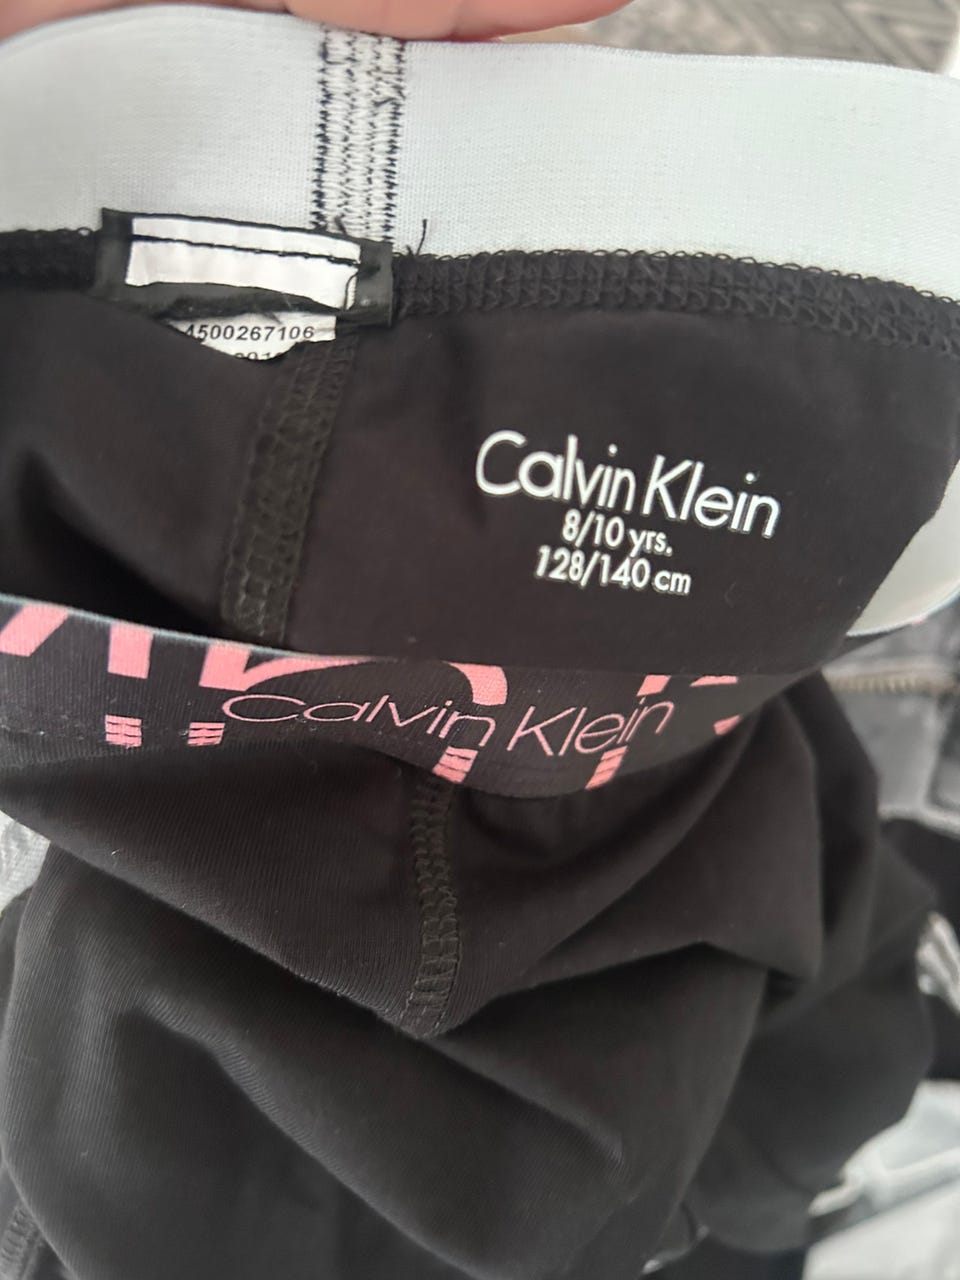 4500267106
Calvin Klein
8/10 yrs.
128/140 cm
Calvin Klein